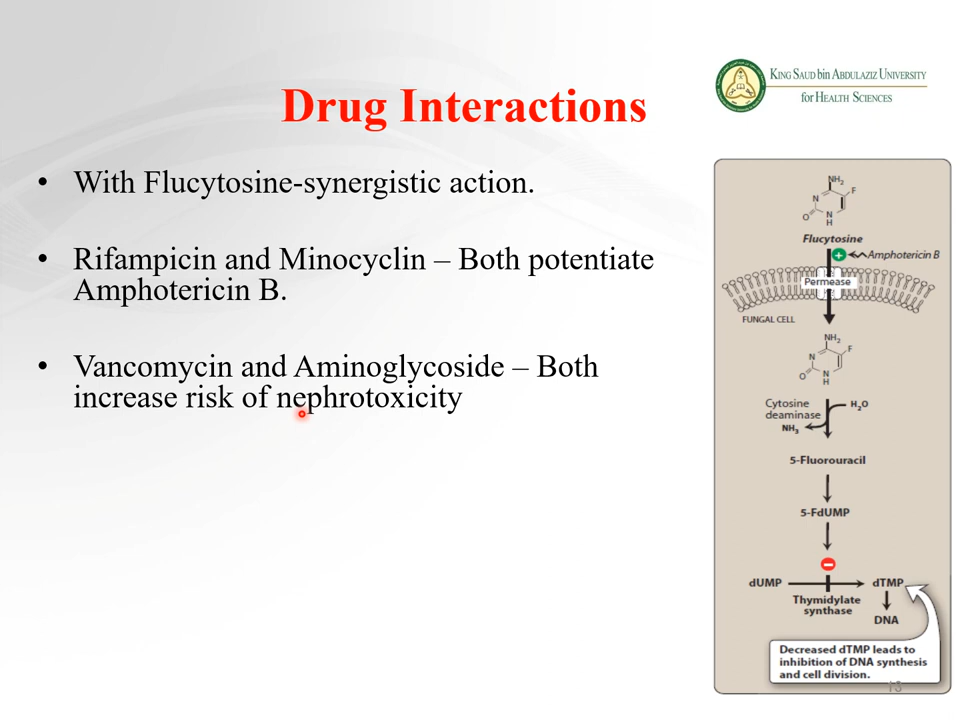 KING SAUD bin ABDULAZIZ UNIVERSITY
for HEALTH SCIENCES
Drug Interactions
• With Flucytosine-synergistic action.
• Rifampicin and Minocyclin – Both potentiate
Amphotericin B.
• Vancomycin and Aminoglycoside – Both
increase risk of nephrotoxicity
NH₂
F
N
O
N
H
Flucytosine
+
Amphotericin B
Permease
FUNGAL CELL
NH₂
F
N
O
N
H
Cytosine
deaminase
H₂O
NH₃
5-Fluorouracil
5-FdUMP
dUMP
dTMP
Thymidylate
synthase
DNA
Decreased dTMP leads to
inhibition of DNA synthesis
and cell division.
13